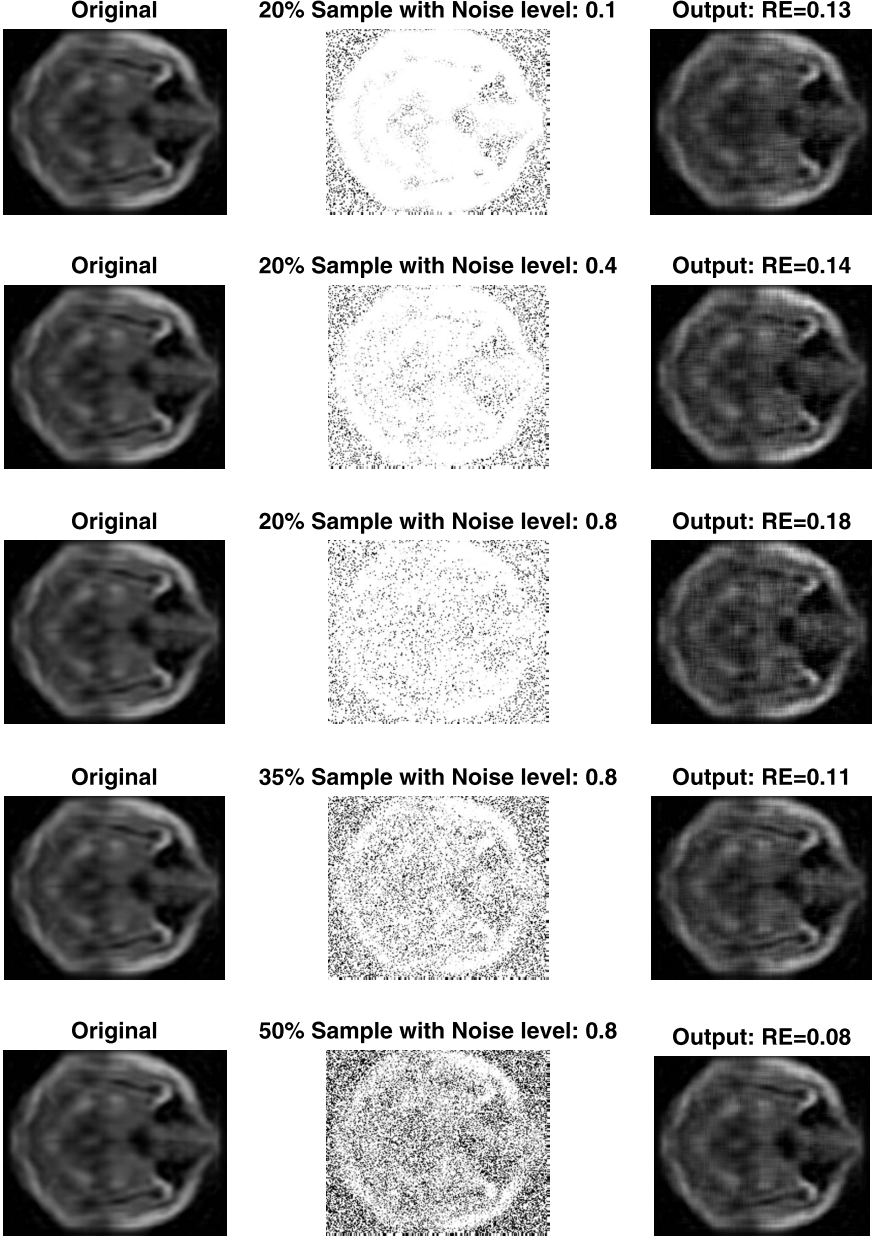 Original
20% Sample with Noise level: 0.1
Output: RE=0.13
Original
20% Sample with Noise level: 0.4
Output: RE=0.14
Original
20% Sample with Noise level: 0.8
Output: RE=0.18
Original
35% Sample with Noise level: 0.8
Output: RE=0.11
Original
50% Sample with Noise level: 0.8
Output: RE=0.08